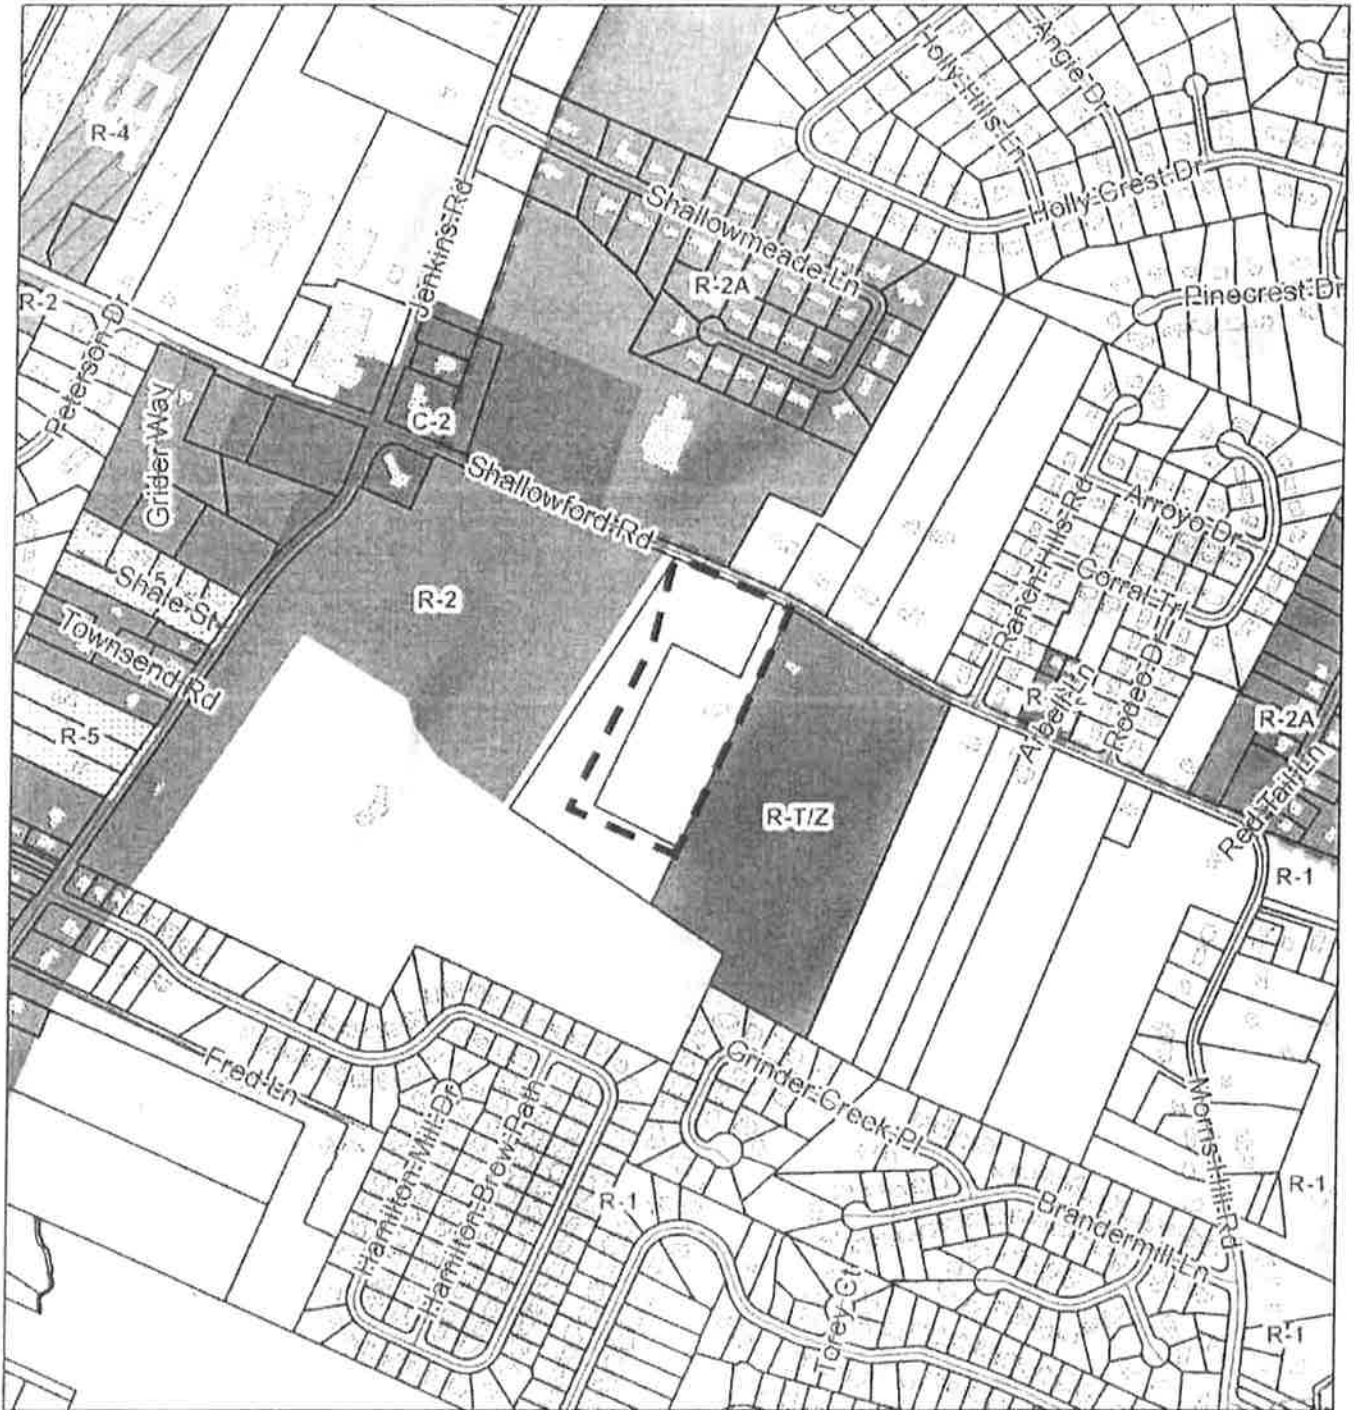 Angie Dr
Holly Hills Ln
R-4
Jenkins Rd
Holly Crest Dr
Shallowmeade Ln
R-2A
Pinecrest Dr
R-2
Peterson Dr
C-2
Grider Way
Shallowford Rd
Arroyo Dr
Ranch Hills Rd
Corral Trl
Shale St
R-2
Townsend Rd
Rodeo Dr
R
Arbelt Ln
R-2A
R-5
Red Tail Ln
R-T/Z
R-1
Fred Ln
Grinder Creek Pl
Morris Hill Rd
Hamilton Mill Dr
Hamilton Brow Path
R-1
R-1
Brandermill Ln
Torey Ct
R-1